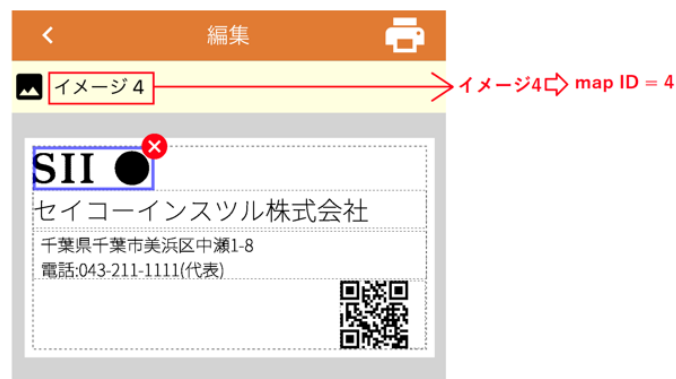 編集
イメージ 4
イメージ4⇨ map ID = 4
SII ●
セイコーインスツル株式会社
千葉県千葉市美浜区中瀬1-8
電話:043-211-1111(代表)